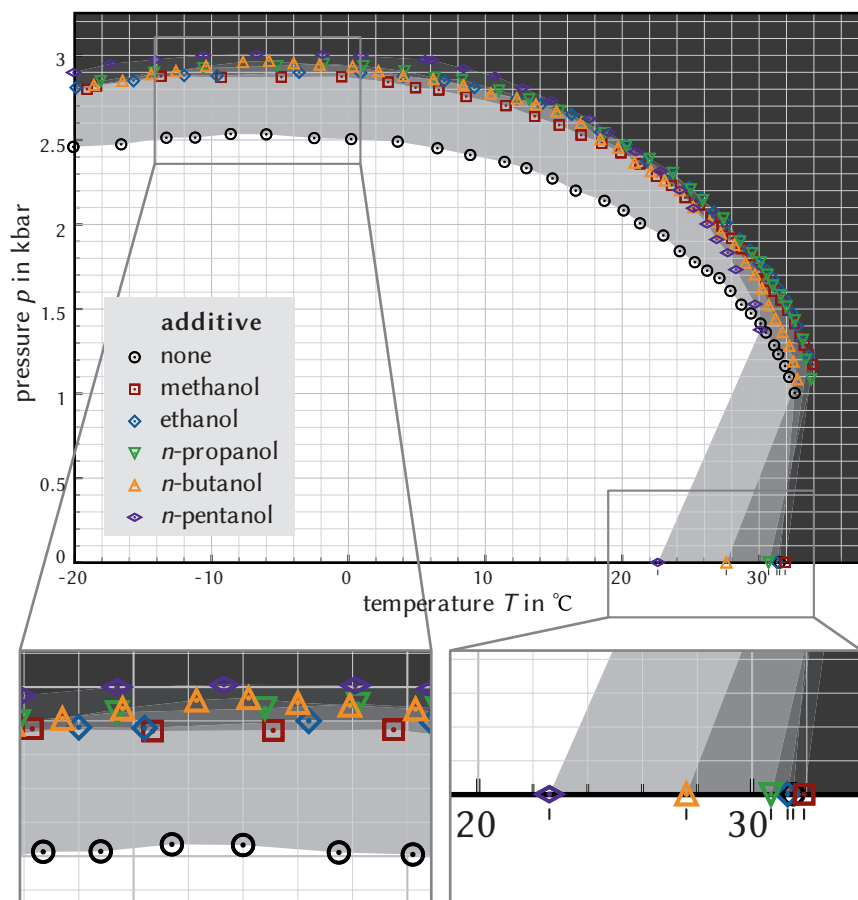 3
2.5
2
1.5
1
0.5
0
pressure p in kbar
additive
none
methanol
ethanol
n-propanol
n-butanol
n-pentanol
-20 -10 0 10 20 30
temperature T in °C
20 30